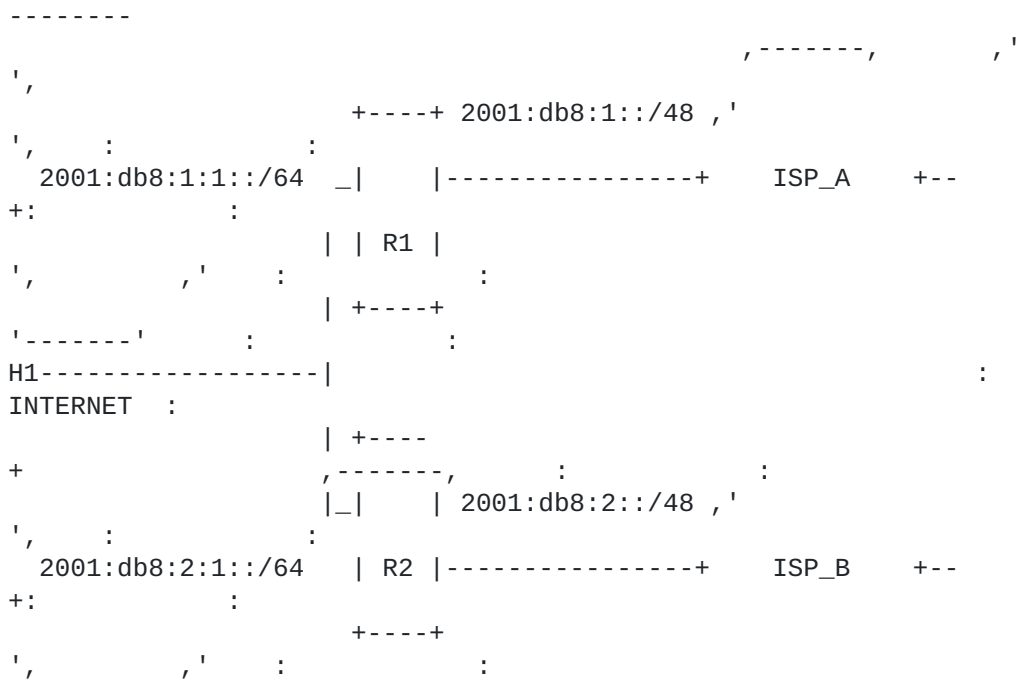 --------
                                               ,-------,       ,'
',
                      +----+ 2001:db8:1::/48 ,'
',    :            :
  2001:db8:1:1::/64  _|    |----------------+    ISP_A    +--
+:            :
                    | | R1 |
',         ,'    :            :
                    | +----+
'-------'      :            :
H1------------------|                                         :
INTERNET  :
                    | +----
+                   ,-------,      :            :
                    |_|    | 2001:db8:2::/48 ,'
',    :            :
  2001:db8:2:1::/64   | R2 |----------------+    ISP_B    +--
+:            :
                      +----+
',         ,'    :            :